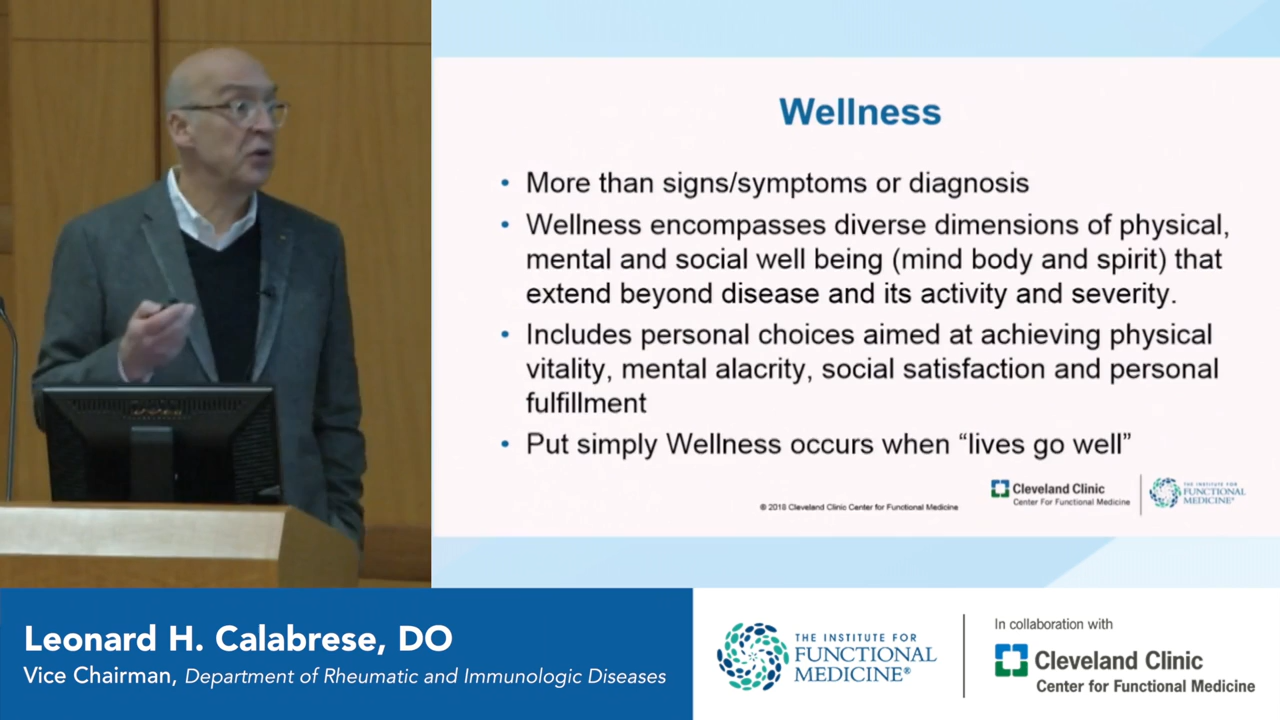 Wellness
• More than signs/symptoms or diagnosis
• Wellness encompasses diverse dimensions of physical,
mental and social well being (mind body and spirit) that
extend beyond disease and its activity and severity.
• Includes personal choices aimed at achieving physical
vitality, mental alacrity, social satisfaction and personal
fulfillment
• Put simply Wellness occurs when “lives go well”
Cleveland Clinic
Center For Functional Medicine
THE INSTITUTE FOR
FUNCTIONAL
MEDICINE®
© 2018 Cleveland Clinic Center for Functional Medicine
Leonard H. Calabrese, DO
Vice Chairman, Department of Rheumatic and Immunologic Diseases
THE INSTITUTE FOR
FUNCTIONAL
MEDICINE®
In collaboration with
Cleveland Clinic
Center for Functional Medicine